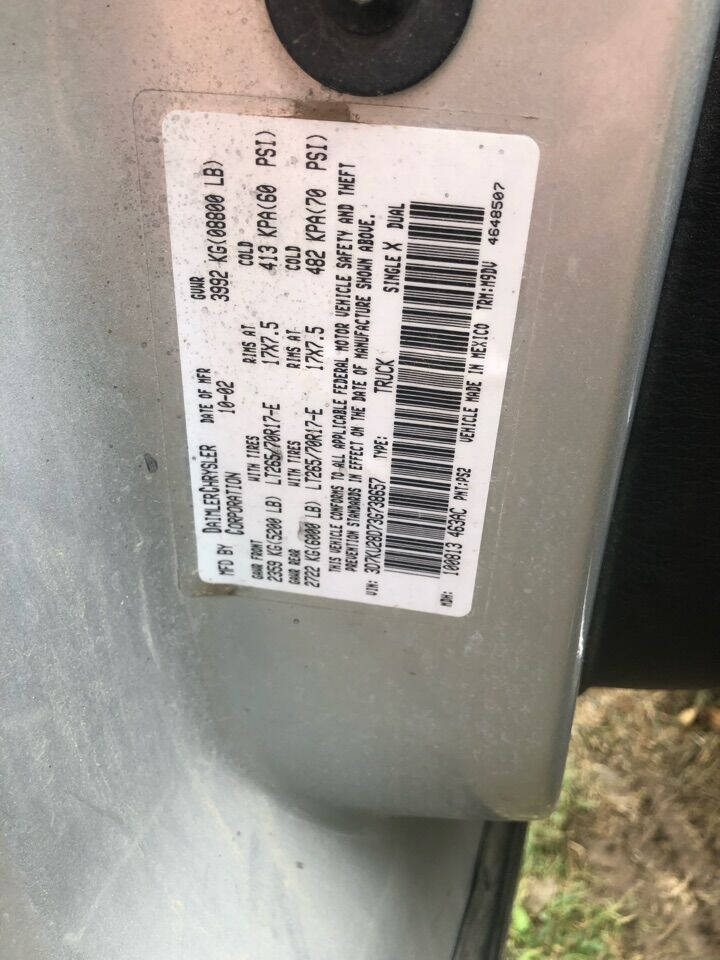 MFD BY DAIMLERCHRYSLER CORPORATION DATE OF MFR 10-02 GVWR 3992 KG(08800 LB)
GAWR FRONT WITH TIRES RIMS AT COLD
2359 KG(5200 LB) LT265/70R17-E 17X7.5 413 KPA(60 PSI)
GAWR REAR WITH TIRES RIMS AT COLD
2722 KG(6000 LB) LT265/70R17-E 17X7.5 482 KPA(70 PSI)
THIS VEHICLE CONFORMS TO ALL APPLICABLE FEDERAL MOTOR VEHICLE SAFETY AND THEFT
PREVENTION STANDARDS IN EFFECT ON THE DATE OF MANUFACTURE SHOWN ABOVE.
VIN: 3D7KU28D73G738657 TYPE: TRUCK SINGLE X DUAL
MDH: 100813 463AC PNT:PS2 VEHICLE MADE IN MEXICO TRM:M9DV 4648507